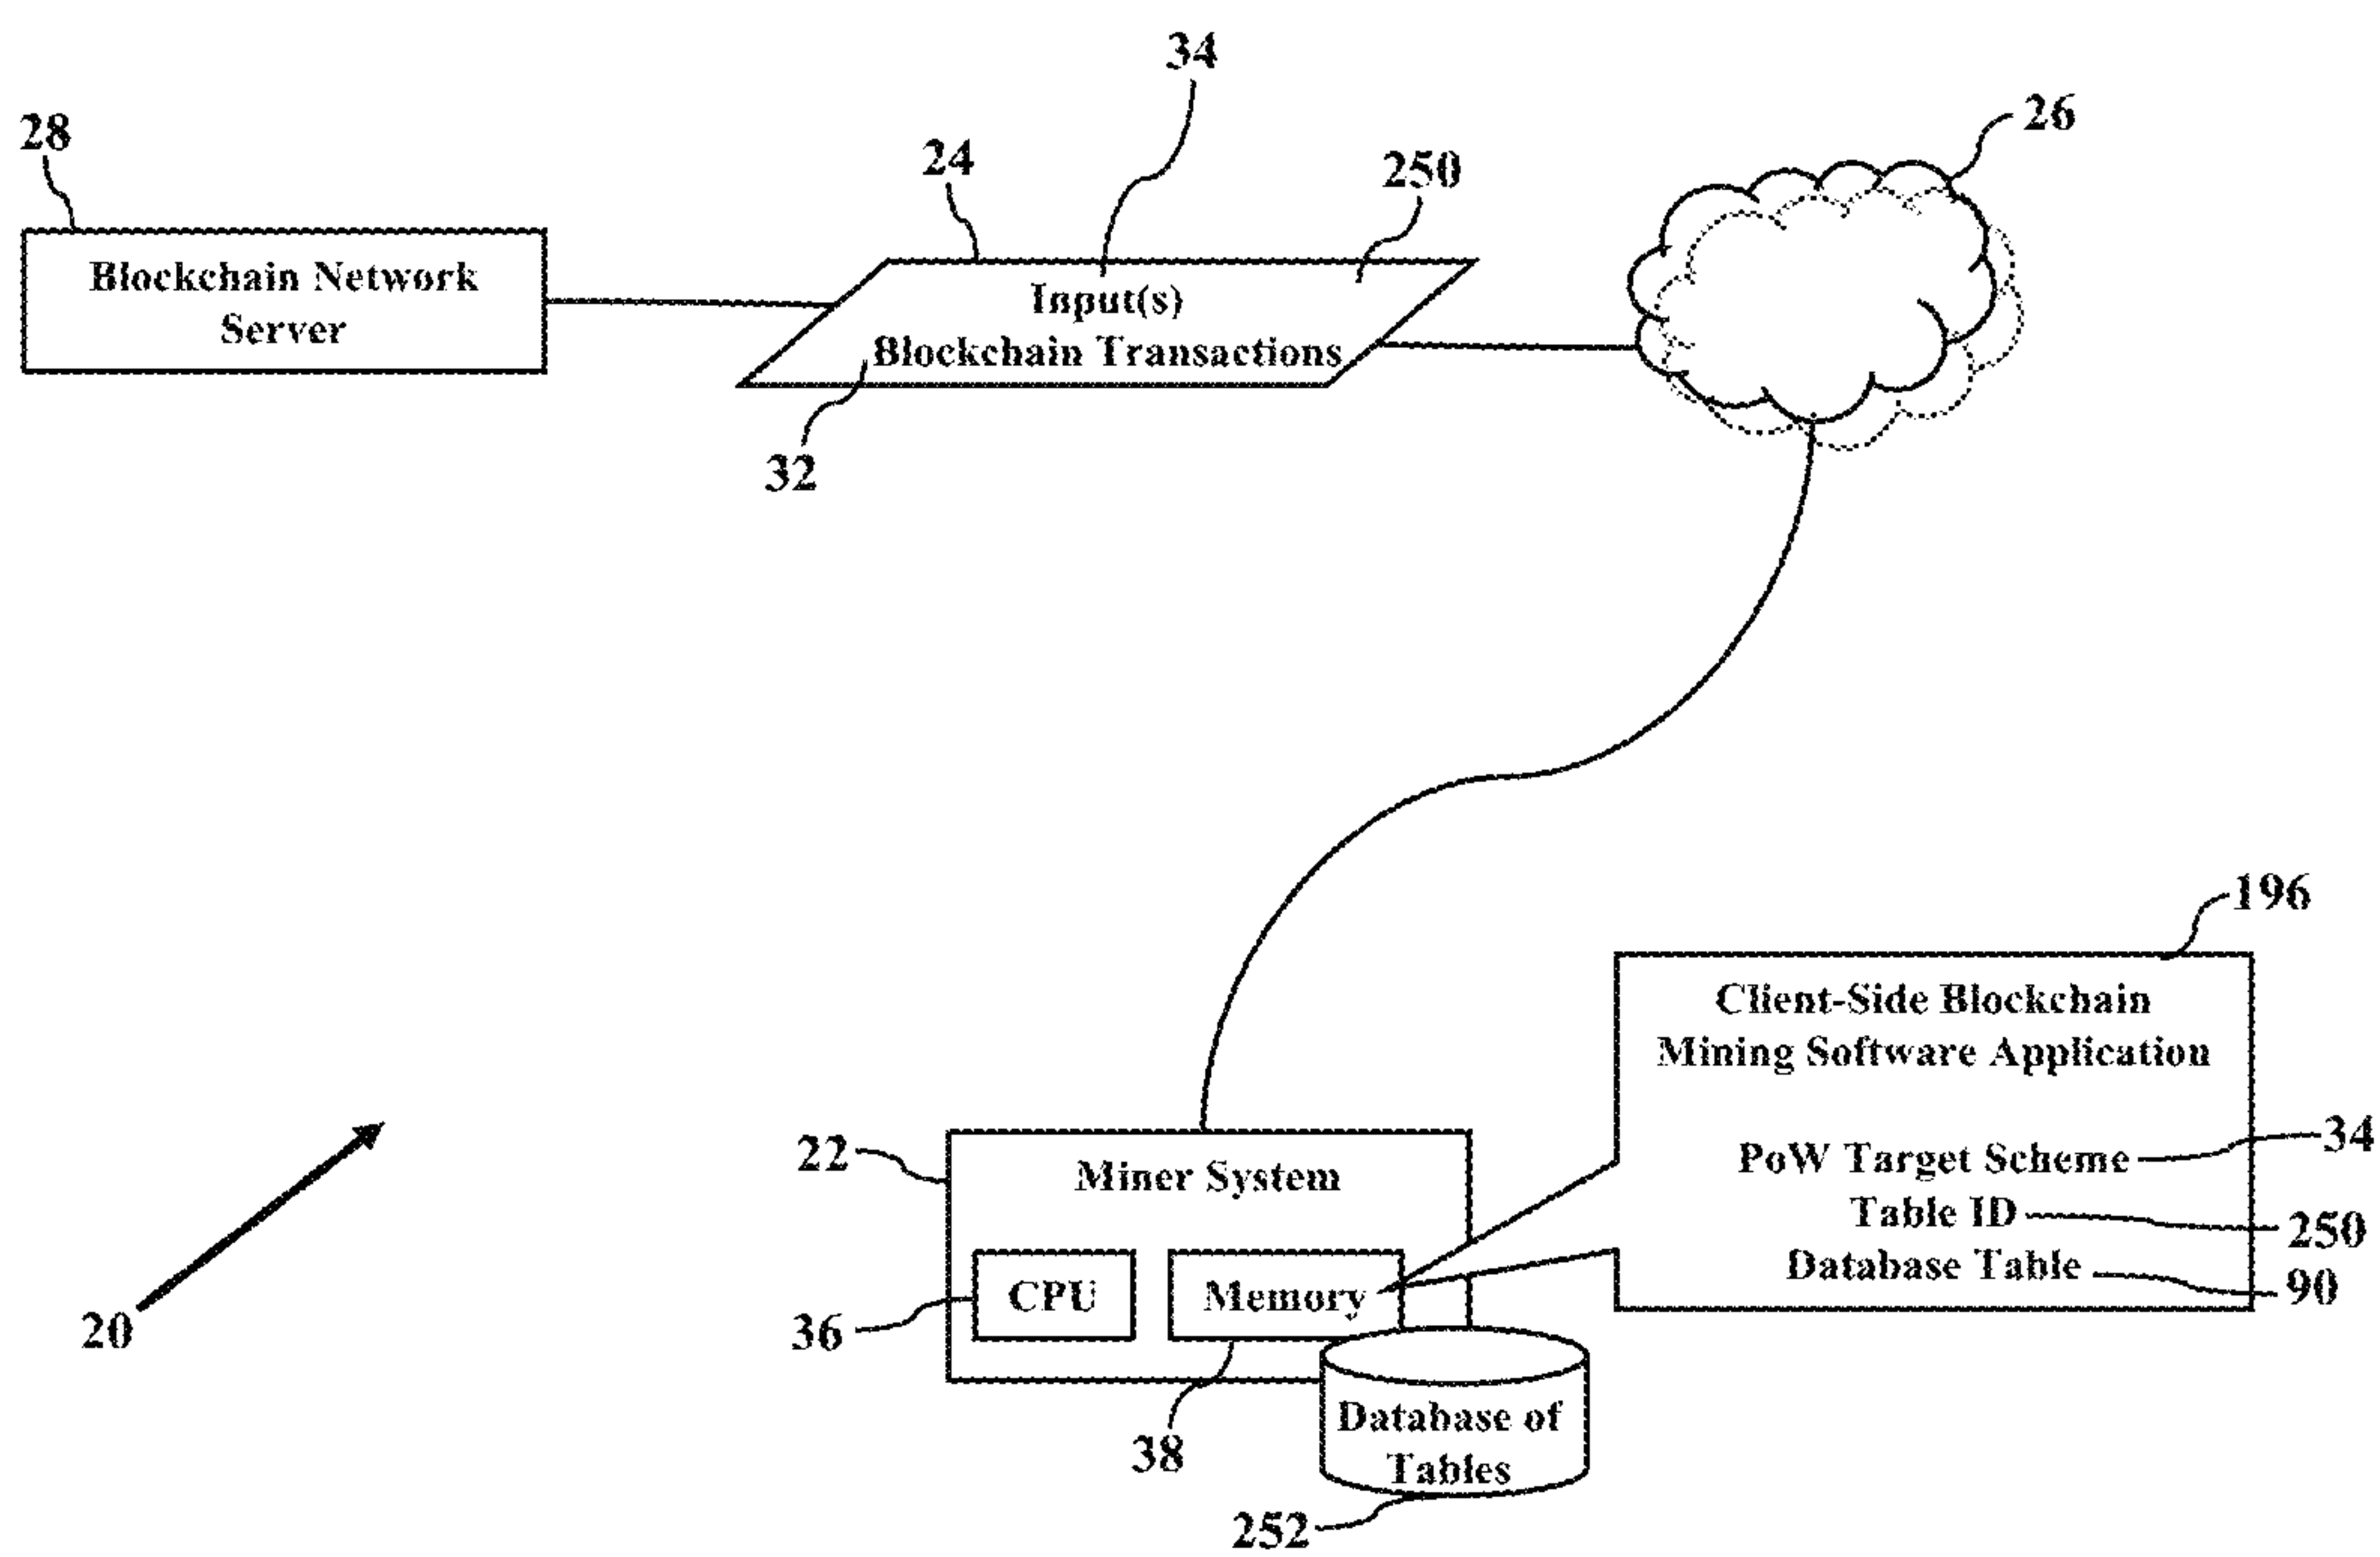 34
28
24
250
26
Blockchain Network
Server
Input(s)
Blockchain Transactions
32
196
Client-Side Blockchain
Mining Software Application
22
Miner System
PoW Target Scheme
34
Table ID
250
Database Table
90
CPU
Memory
36
20
38
Database of
Tables
252